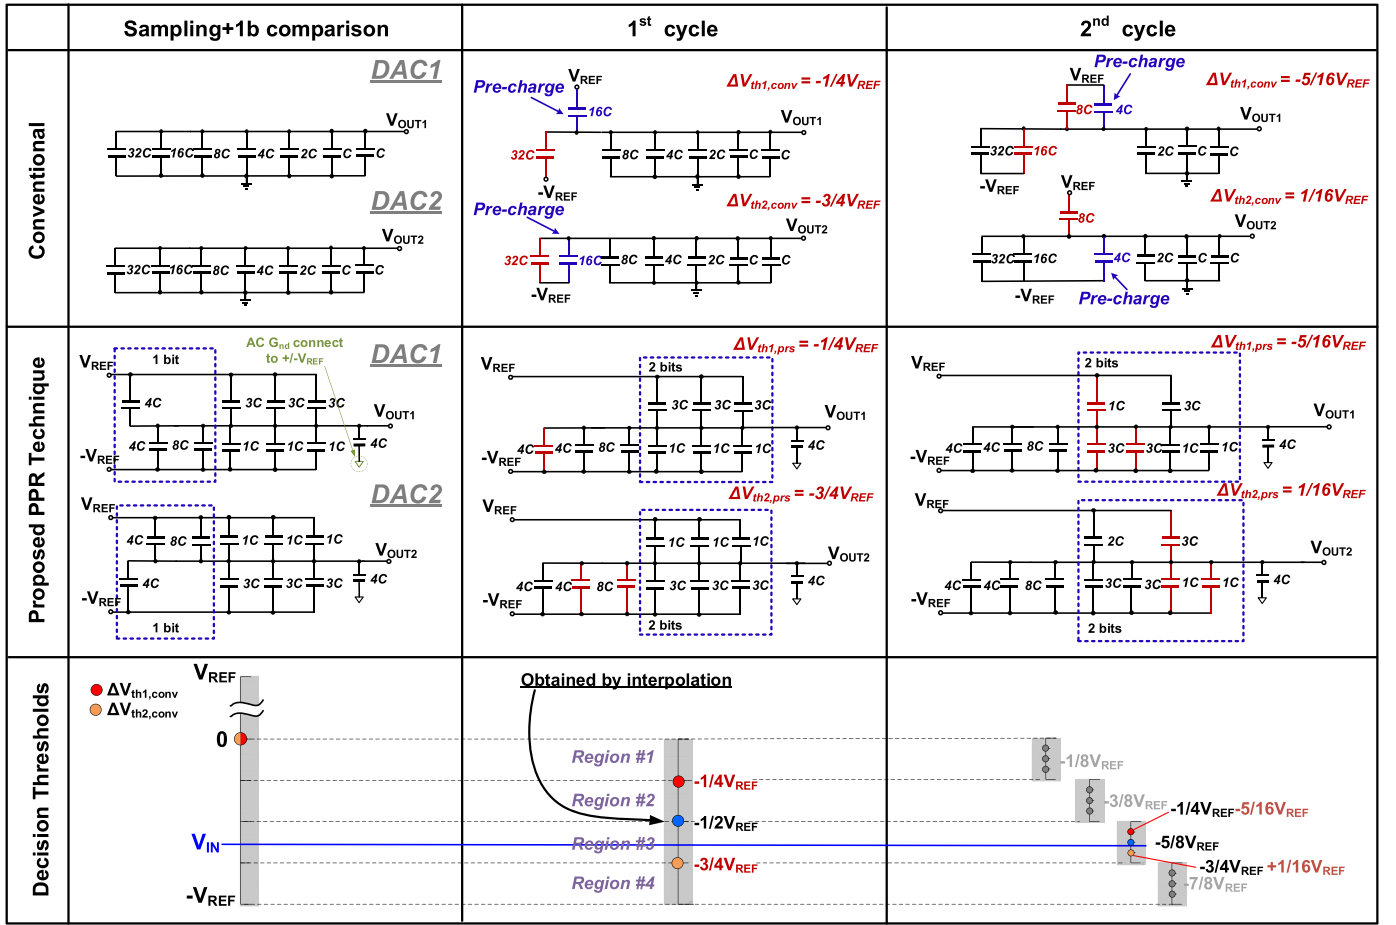 Sampling+1b comparison
1st cycle
2nd cycle
Conventional
DAC1
VOUT1
32C 16C 8C 4C 2C C C
DAC2
VOUT2
32C 16C 8C 4C 2C C C
VREF
ΔVth1,conv = -1/4VREF
Pre-charge
16C
VOUT1
32C 8C 4C 2C C C
-VREF
ΔVth2,conv = -3/4VREF
Pre-charge
VOUT2
32C 16C 8C 4C 2C C C
-VREF
Pre-charge
VREF
ΔVth1,conv = -5/16VREF
8C 4C
VOUT1
32C 16C 2C C C
-VREF
VREF
ΔVth2,conv = 1/16VREF
8C
VOUT2
32C 16C 4C 2C C C
-VREF
Pre-charge
Proposed PPR Technique
AC Gnd connect
to +/-VREF
DAC1
VREF
1 bit
4C 3C 3C 3C
VOUT1
4C 8C 1C 1C 1C 4C
-VREF
DAC2
VREF
4C 8C 1C 1C 1C
VOUT2
4C 3C 3C 3C 4C
-VREF
1 bit
ΔVth1,prs = -1/4VREF
VREF
2 bits
3C 3C 3C
VOUT1
4C 4C 8C 1C 1C 1C 4C
-VREF
ΔVth2,prs = -3/4VREF
VREF
1C 1C 1C
VOUT2
4C 4C 8C 3C 3C 3C 4C
-VREF
2 bits
ΔVth1,prs = -5/16VREF
VREF
2 bits
1C 3C
VOUT1
4C 4C 8C 3C 3C 1C 1C 4C
-VREF
ΔVth2,prs = 1/16VREF
VREF
2C 3C
VOUT2
4C 4C 8C 3C 3C 1C 1C 4C
-VREF
2 bits
Decision Thresholds
VREF
ΔVth1,conv
ΔVth2,conv
0
VIN
-VREF
Obtained by interpolation
Region #1
-1/4VREF
Region #2
-1/2VREF
Region #3
-3/4VREF
Region #4
-1/8VREF
-3/8VREF
-1/4VREF-5/16VREF
-5/8VREF
-3/4VREF +1/16VREF
-7/8VREF